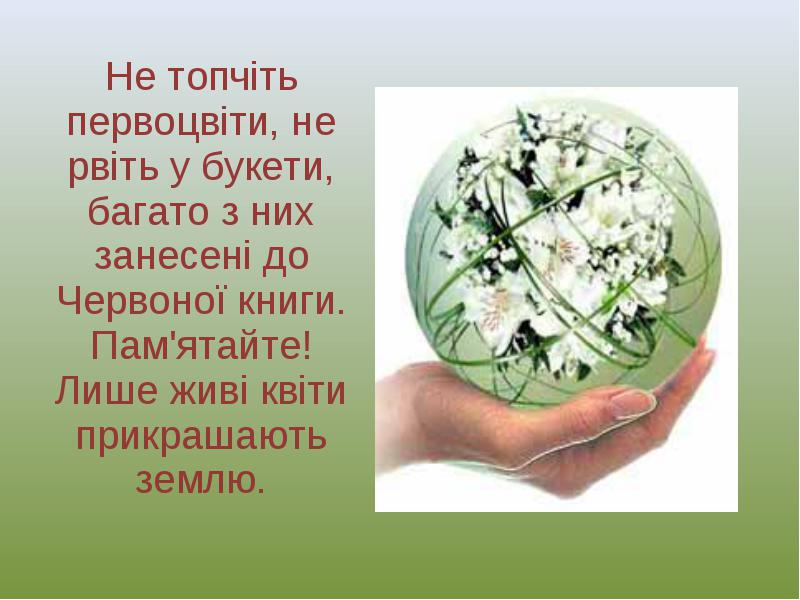 Не топчіть
первоцвіти, не
рвіть у букети,
багато з них
занесені до
Червоної книги.
Пам'ятайте!
Лише живі квіти
прикрашають
землю.